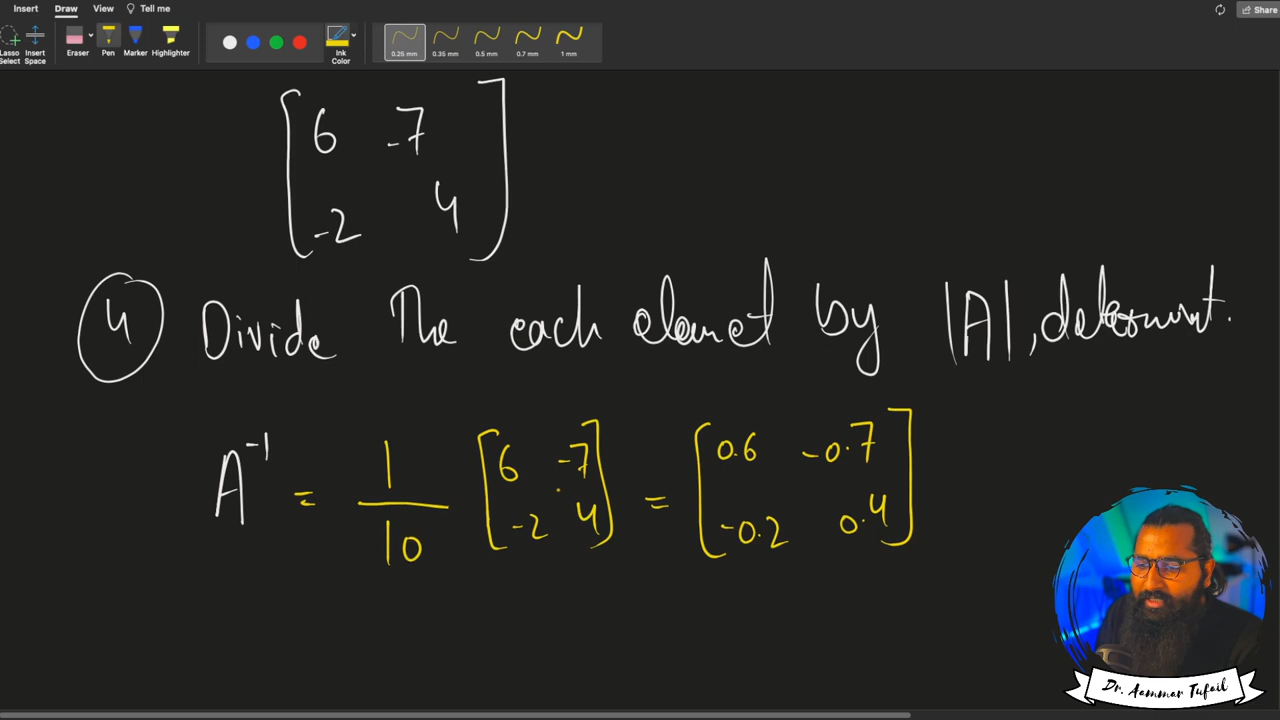 Insert Draw View Tell me Share
Lasso Select Insert Space Eraser Pen Marker Highlighter Ink Color 0.25 mm 0.35 mm 0.5 mm 0.7 mm 1 mm
6 -7
-2 4
4 Divide The each elemet by |A|, determinant.
A⁻¹ = 1/10 [6 -7 = [0.6 -0.7
-2 4] -0.2 0.4]
Dr. Aammar Tufail